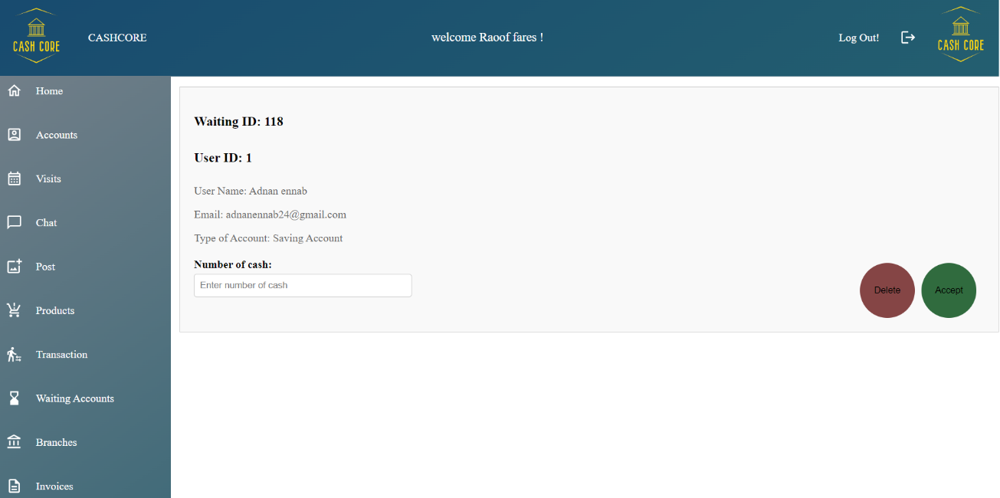 CASH CORE
CASHCORE
welcome Raoof fares !
Log Out!
CASH CORE
Home
Accounts
Visits
Chat
Post
Products
Transaction
Waiting Accounts
Branches
Invoices
Waiting ID: 118
User ID: 1
User Name: Adnan ennab
Email: adnanennab24@gmail.com
Type of Account: Saving Account
Number of cash:
Enter number of cash
Delete
Accept